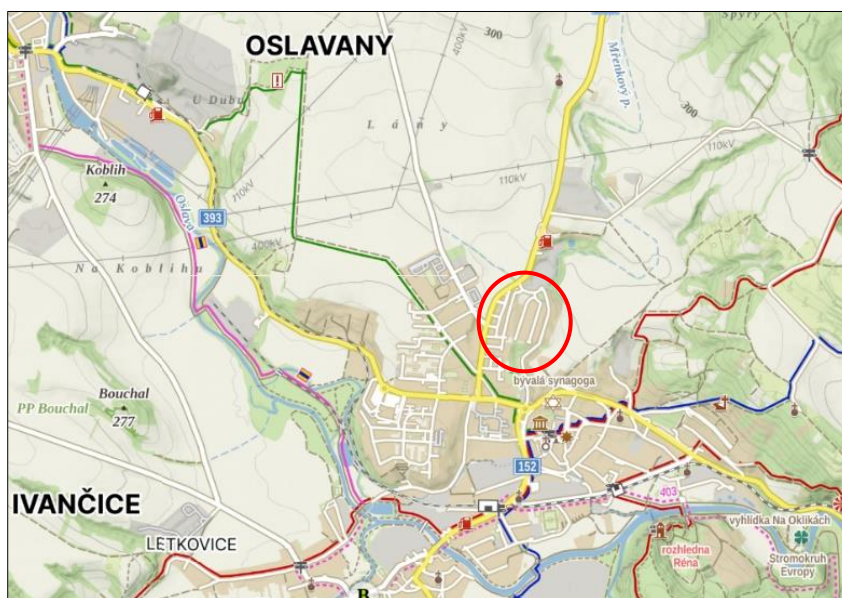 OSLAVANY
300
400kV
Mřenkový p.
Spyry
300
U Dubu
Lány
110kV
110kV
Koblih
274
Oslava
393
400kV
Na Koblihu
bývalá synagoga
Bouchal
277
PP Bouchal
152
IVANČICE
403
vyhlídka Na Oklikách
LETKOVICE
rozhledna
Réna
Stromokruh
Evropy
B